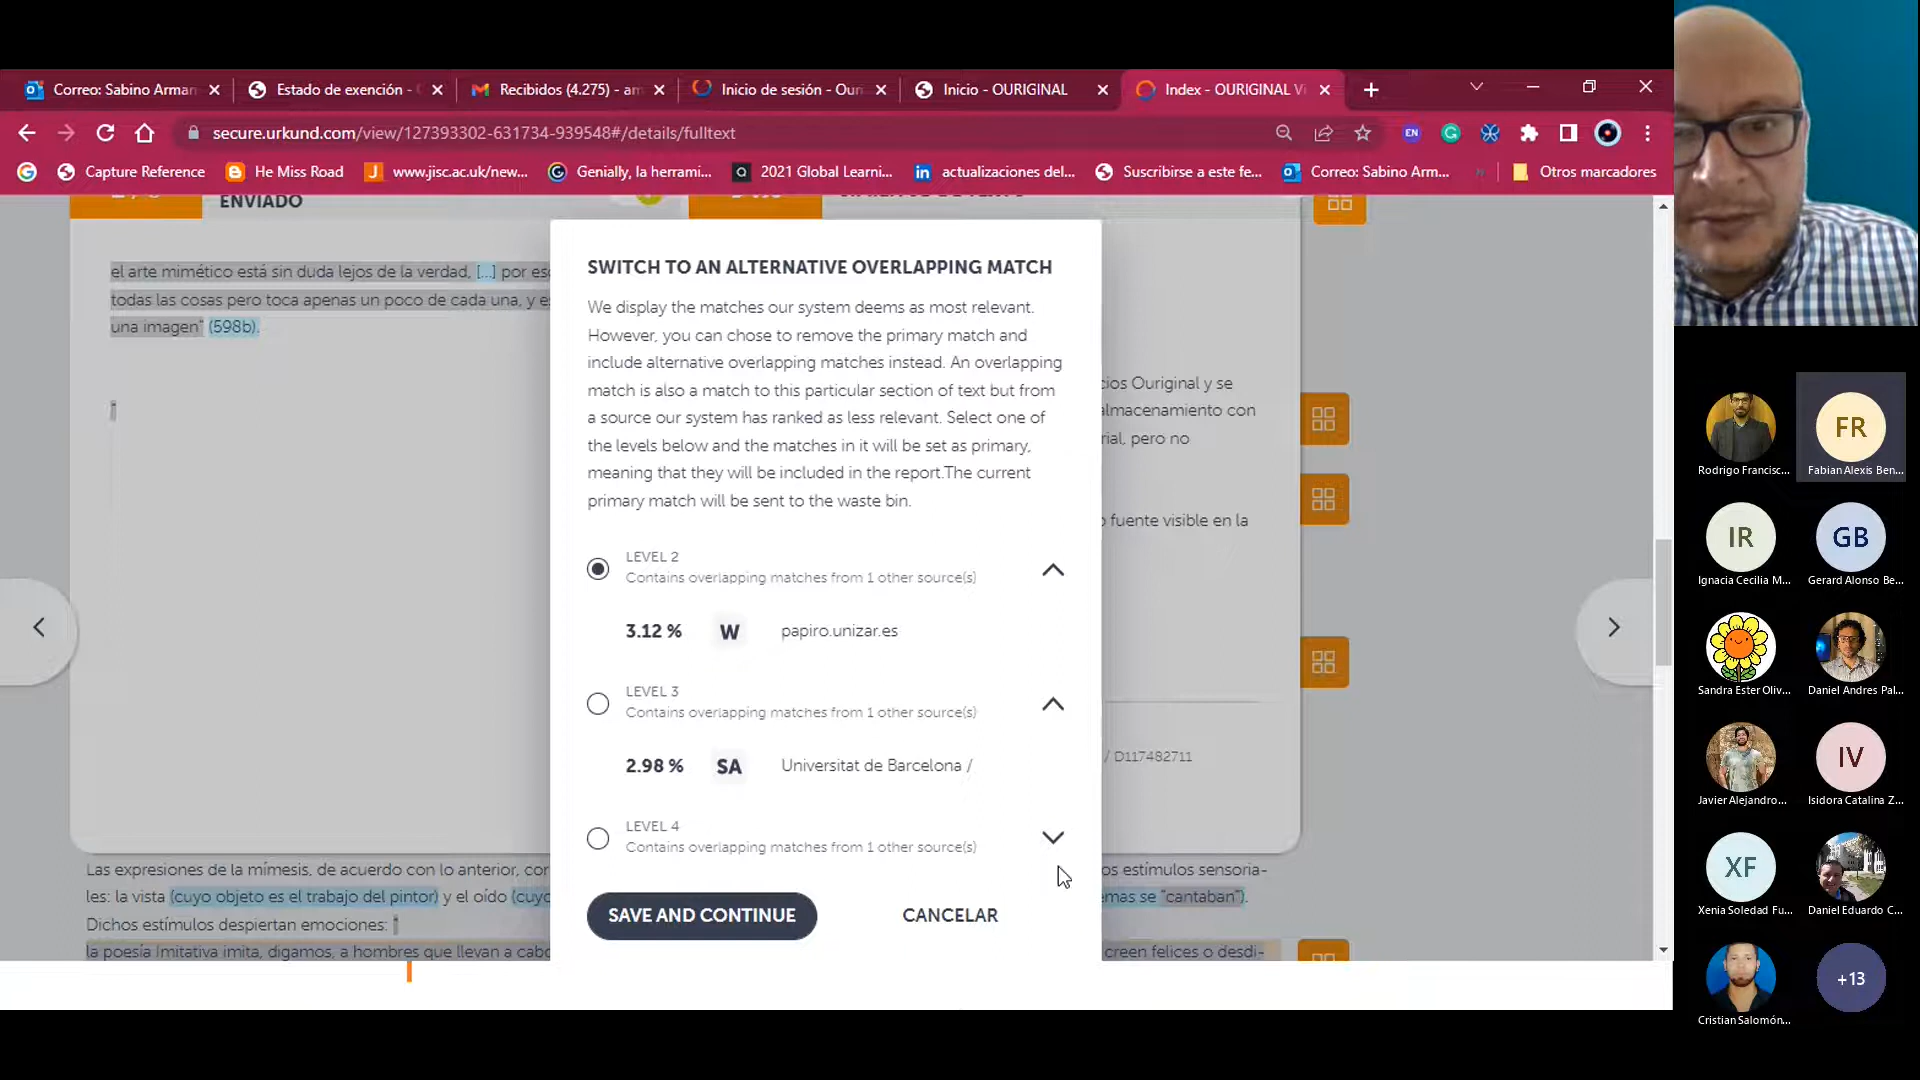 Correo: Sabino Arman
Estado de exención -
Recibidos (4.275) - am
Inicio de sesión - Our
Inicio - OURIGINAL
Index - OURIGINAL Vi
secure.urkund.com/view/127393302-631734-939548#/details/fulltext
EN
Capture Reference
He Miss Road
www.jisc.ac.uk/new...
Genially, la herrami...
2021 Global Learni...
actualizaciones del...
Suscribirse a este fe...
Correo: Sabino Arm...
»
Otros marcadores
ENVIADO
el arte mimético está sin duda lejos de la verdad, [...] por eso
todas las cosas pero toca apenas un poco de cada una, y es
una imagen" (598b).
"
SWITCH TO AN ALTERNATIVE OVERLAPPING MATCH
We display the matches our system deems as most relevant.
However, you can chose to remove the primary match and
include alternative overlapping matches instead. An overlapping
match is also a match to this particular section of text but from
a source our system has ranked as less relevant. Select one of
the levels below and the matches in it will be set as primary,
meaning that they will be included in the report.The current
primary match will be sent to the waste bin.
LEVEL 2
Contains overlapping matches from 1 other source(s)
3.12 % W papiro.unizar.es
LEVEL 3
Contains overlapping matches from 1 other source(s)
2.98 % SA Universitat de Barcelona /
LEVEL 4
Contains overlapping matches from 1 other source(s)
SAVE AND CONTINUE CANCELAR
cios Ouriginal y se
almacenamiento con
rial, pero no
o fuente visible en la
/ D117482711
Las expresiones de la mímesis, de acuerdo con lo anterior, cor
os estímulos sensoria-
les: la vista (cuyo objeto es el trabajo del pintor) y el oído (cuyo
emas se "cantaban").
Dichos estímulos despiertan emociones: "
la poesía Imitativa imita, digamos, a hombres que llevan a cabo
creen felices o desdi-
Rodrigo Francisc...
FR
Fabian Alexis Ben...
IR
Ignacia Cecilia M...
GB
Gerard Alonso Be...
Sandra Ester Oliv...
Daniel Andres Pal...
Javier Alejandro...
IV
Isidora Catalina Z...
XF
Xenia Soledad Fu...
Daniel Eduardo C...
Cristian Salomón...
+13